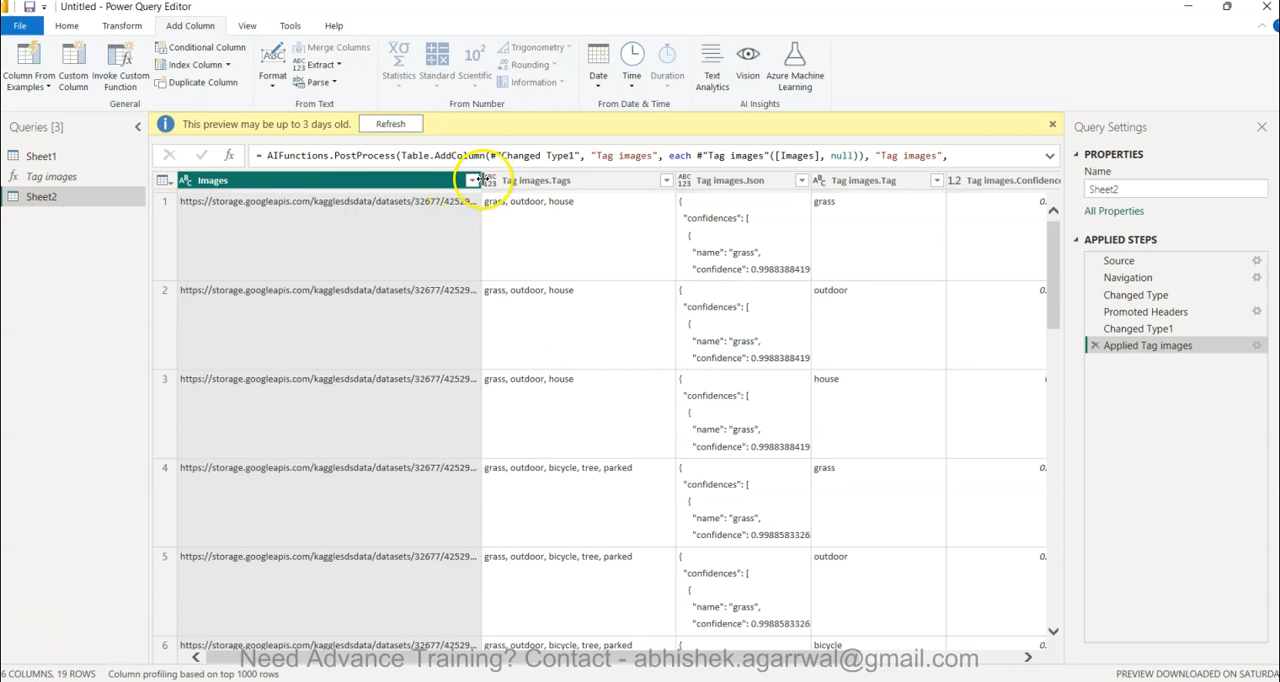 Untitled - Power Query Editor
File Home Transform Add Column View Tools Help
Column From Examples
Custom Column
Invoke Custom Function
Conditional Column
Index Column
Duplicate Column
General
Format
Merge Columns
Extract
Parse
From Text
Statistics
Standard
Scientific
Trigonometry
Rounding
Information
From Number
Date
Time
Duration
From Date & Time
Text Analytics
Vision
Azure Machine Learning
AI Insights
Queries [3]
Sheet1
Tag images
Sheet2
This preview may be up to 3 days old. Refresh
= AIFunctions.PostProcess(Table.AddColumn(#"Changed Type1", "Tag images", each #"Tag images"([Images], null)), "Tag images",
Images Tag images.Tags Tag images.Json Tag images.Tag 1.2 Tag images.Confidence
1 https://storage.googleapis.com/kagglesdsdata/datasets/32677/42529... grass, outdoor, house { grass 0.
"confidences": [
{
"name": "grass",
"confidence": 0.9988388419
2 https://storage.googleapis.com/kagglesdsdata/datasets/32677/42529... grass, outdoor, house { outdoor 0.
"confidences": [
{
"name": "grass",
"confidence": 0.9988388419
3 https://storage.googleapis.com/kagglesdsdata/datasets/32677/42529... grass, outdoor, house { house
"confidences": [
{
"name": "grass",
"confidence": 0.9988388419
4 https://storage.googleapis.com/kagglesdsdata/datasets/32677/42529... grass, outdoor, bicycle, tree, parked { grass 0.
"confidences": [
{
"name": "grass",
"confidence": 0.9988583326
5 https://storage.googleapis.com/kagglesdsdata/datasets/32677/42529... grass, outdoor, bicycle, tree, parked { outdoor 0.
"confidences": [
{
"name": "grass",
"confidence": 0.9988583326
6 https://storage.googleapis.com/kagglesdsdata/datasets/32677/42529... grass, outdoor, bicycle, tree, parked { bicycle 0.
Query Settings
PROPERTIES
Name
Sheet2
All Properties
APPLIED STEPS
Source
Navigation
Changed Type
Promoted Headers
Changed Type1
Applied Tag images
Need Advance Training? Contact - abhishek.agarrwal@gmail.com
6 COLUMNS, 19 ROWS Column profiling based on top 1000 rows PREVIEW DOWNLOADED ON SATURDA